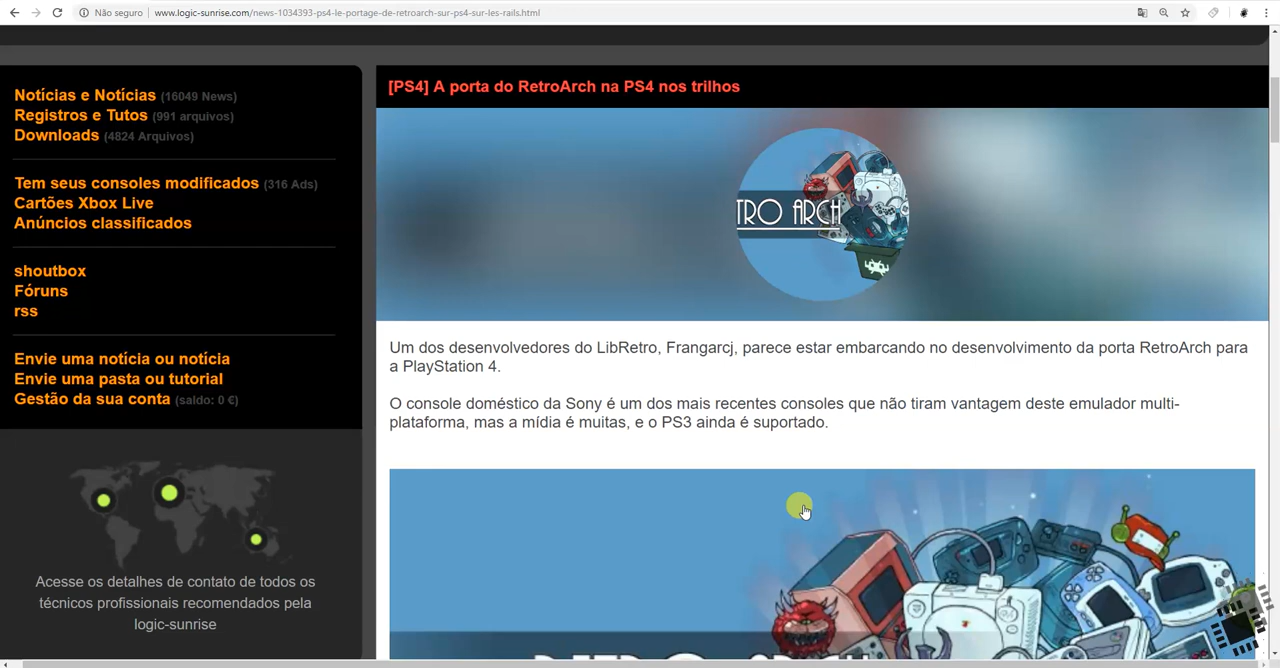 Não seguro | www.logic-sunrise.com/news-1034393-ps4-le-portage-de-retroarch-sur-ps4-sur-les-rails.html
Notícias e Notícias (16049 News)
Registros e Tutos (991 arquivos)
Downloads (4824 Arquivos)
Tem seus consoles modificados (316 Ads)
Cartões Xbox Live
Anúncios classificados
shoutbox
Fóruns
rss
Envie uma notícia ou notícia
Envie uma pasta ou tutorial
Gestão da sua conta (saldo: 0 €)
Acesse os detalhes de contato de todos os
técnicos profissionais recomendados pela
logic-sunrise
[PS4] A porta do RetroArch na PS4 nos trilhos
TRO ARCH
Um dos desenvolvedores do LibRetro, Frangarcj, parece estar embarcando no desenvolvimento da porta RetroArch para
a PlayStation 4.
O console doméstico da Sony é um dos mais recentes consoles que não tiram vantagem deste emulador multi-
plataforma, mas a mídia é muitas, e o PS3 ainda é suportado.